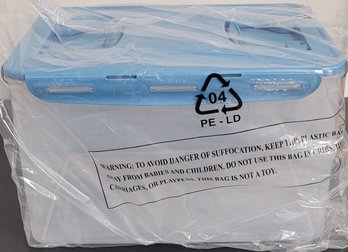 04
PE - LD
WARNING: TO AVOID DANGER OF SUFFOCATION, KEEP THIS PLASTIC BAG
AWAY FROM BABIES AND CHILDREN. DO NOT USE THIS BAG IN CRIBS,
CARRIAGES, OR PLAYPENS. THIS BAG IS NOT A TOY.